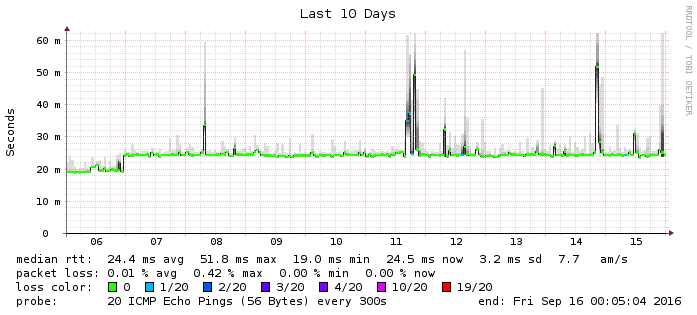 Last 10 Days
RRDTOOL / TOBI OETIKER
Seconds
60 m
50 m
40 m
30 m
20 m
10 m
0
06 07 08 09 10 11 12 13 14 15
median rtt: 24.4 ms avg 51.8 ms max 19.0 ms min 24.5 ms now 3.2 ms sd 7.7 am/s
packet loss: 0.01 % avg 0.42 % max 0.00 % min 0.00 % now
loss color: 0 1/20 2/20 3/20 4/20 10/20 19/20
probe: 20 ICMP Echo Pings (56 Bytes) every 300s end: Fri Sep 16 00:05:04 2016